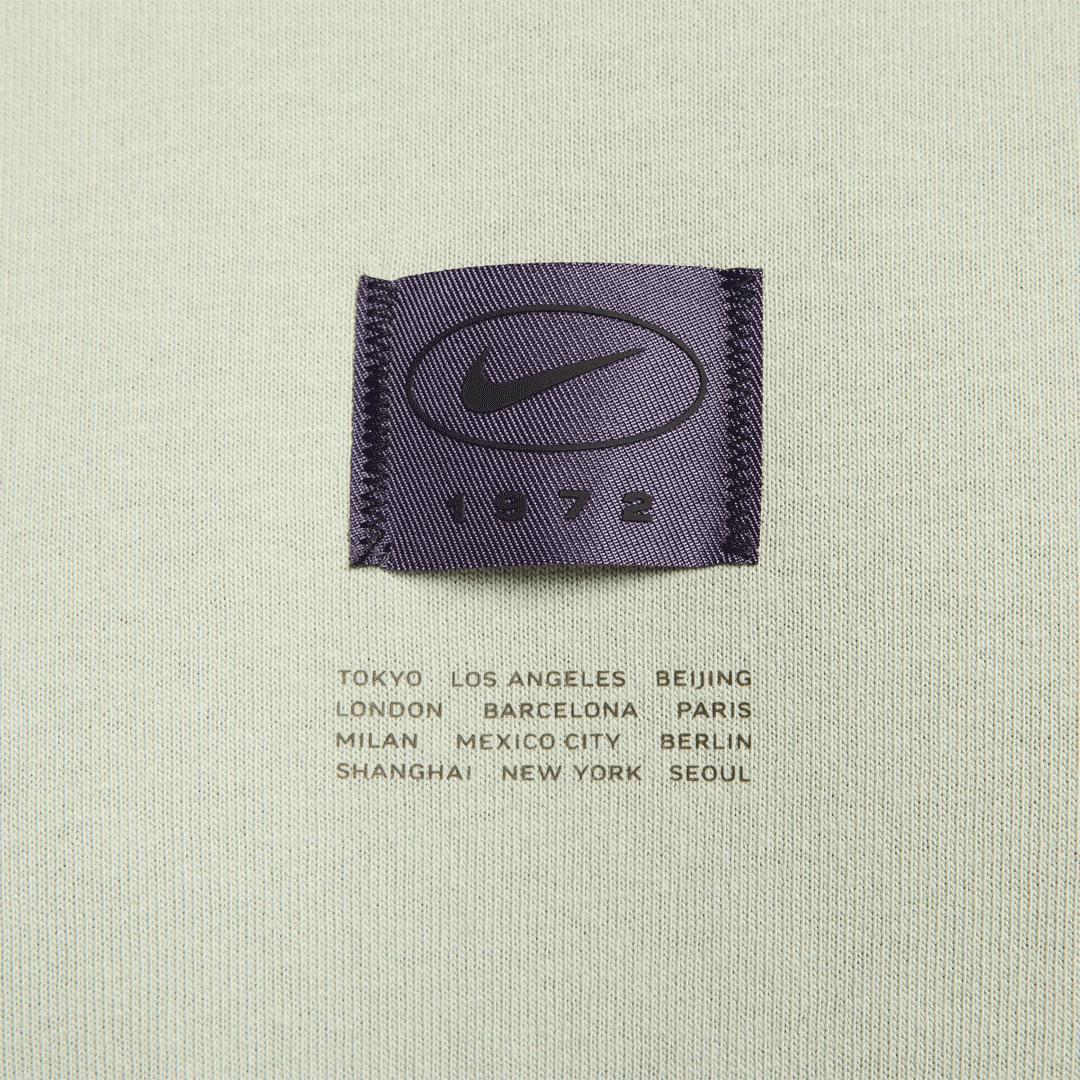 1972
TOKYO LOS ANGELES BEIJING
LONDON BARCELONA PARIS
MILAN MEXICO CITY BERLIN
SHANGHAI NEW YORK SEOUL